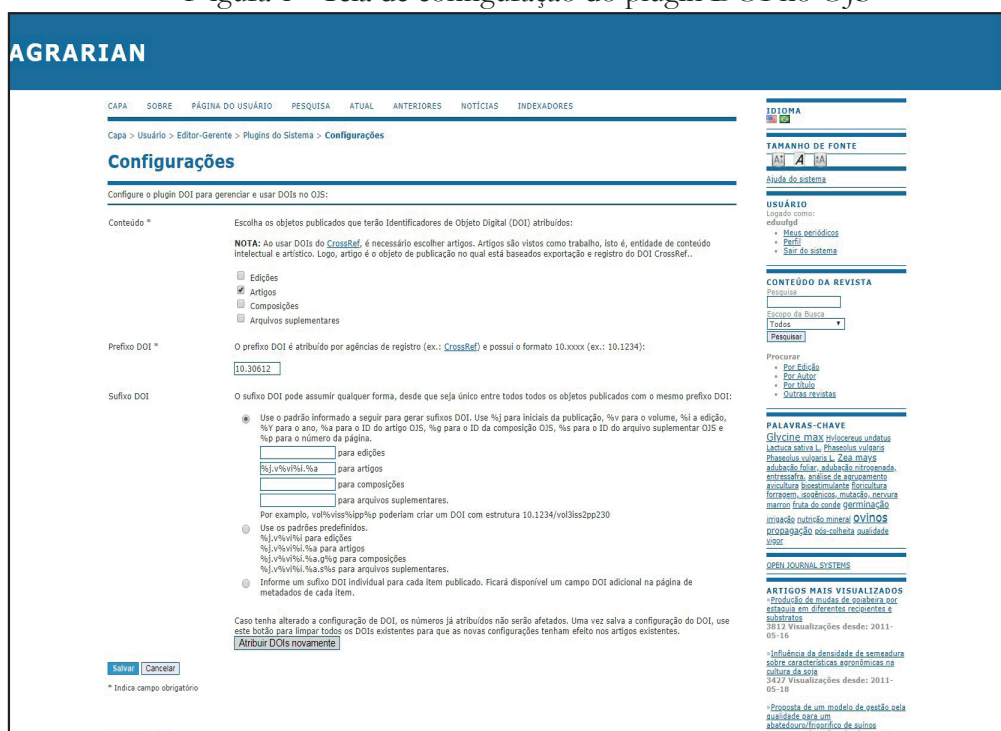 AGRARIAN
CAPA SOBRE PÁGINA DO USUÁRIO PESQUISA ATUAL ANTERIORES NOTÍCIAS INDEXADORES
Capa > Usuário > Editor-Gerente > Plugins do Sistema > Configurações
Configurações
Configure o plugin DOI para gerenciar e usar DOIs no OJS:
Conteúdo *
Escolha os objetos publicados que terão Identificadores de Objeto Digital (DOI) atribuídos:
NOTA: Ao usar DOIs do CrossRef, é necessário escolher artigos. Artigos são vistos como trabalho, isto é, entidade de conteúdo
intelectual e artístico. Logo, artigo é o objeto de publicação no qual está baseados exportação e registro do DOI CrossRef..
Edições
Artigos
Composições
Arquivos suplementares
Prefixo DOI *
O prefixo DOI é atribuído por agências de registro (ex.: CrossRef) e possui o formato 10.xxxx (ex.: 10.1234):
10.30612
Sufixo DOI
O sufixo DOI pode assumir qualquer forma, desde que seja único entre todos todos os objetos publicados com o mesmo prefixo DOI:
Use o padrão informado a seguir para gerar sufixos DOI. Use %j para iniciais da publicação, %v para o volume, %i a edição,
%Y para o ano, %a para o ID do artigo OJS, %g para o ID da composição OJS, %s para o ID do arquivo suplementar OJS e
%p para o número da página.
para edições
%j.v%vi%i.%a para artigos
para composições
para arquivos suplementares.
Por exemplo, vol%viss%ipp%p poderiam criar um DOI com estrutura 10.1234/vol3iss2pp230
Use os padrões predefinidos.
%j.v%vi%i para edições
%j.v%vi%i.%a para artigos
%j.v%vi%i.%a.g%g para composições
%j.v%vi%i.%a.s%s para arquivos suplementares.
Informe um sufixo DOI individual para cada item publicado. Ficará disponível um campo DOI adicional na página de
metadados de cada item.
Caso tenha alterado a configuração de DOI, os números já atribuídos não serão afetados. Uma vez salva a configuração do DOI, use
este botão para limpar todos os DOIs existentes para que as novas configurações tenham efeito nos artigos existentes.
Atribuir DOIs novamente
Salvar Cancelar
* Indica campo obrigatório
IDIOMA
TAMANHO DE FONTE
A A A
Ajuda do sistema
USUÁRIO
Logado como:
eduufgd
Meus periódicos
Perfil
Sair do sistema
CONTEÚDO DA REVISTA
Pesquisa
Escopo da Busca
Todos
Pesquisar
Procurar
Por Edição
Por Autor
Por título
Outras revistas
PALAVRAS-CHAVE
Glycine max Hylocereus undatus
Lactuca sativa L. Phaseolus vulgaris
Phaseolus vulgaris L. Zea mays
adubação foliar, adubação nitrogenada,
entressafra, análise de agrupamento
avicultura bioestimulante floricultura
forragem, isogênicos, mutação, nervura
marron fruta do conde germinação
irrigação nutrição mineral ovinos
propagação pós-colheita qualidade
vigor
OPEN JOURNAL SYSTEMS
ARTIGOS MAIS VISUALIZADOS
»Produção de mudas de goiabeira por
estaquia em diferentes recipientes e
substratos
3812 Visualizações desde: 2011-
05-16
»Influência da densidade de semeadura
sobre características agronômicas na
cultura da soja
3427 Visualizações desde: 2011-
05-18
»Proposta de um modelo de gestão pela
qualidade para um
abatedouro/frigorífico de suínos